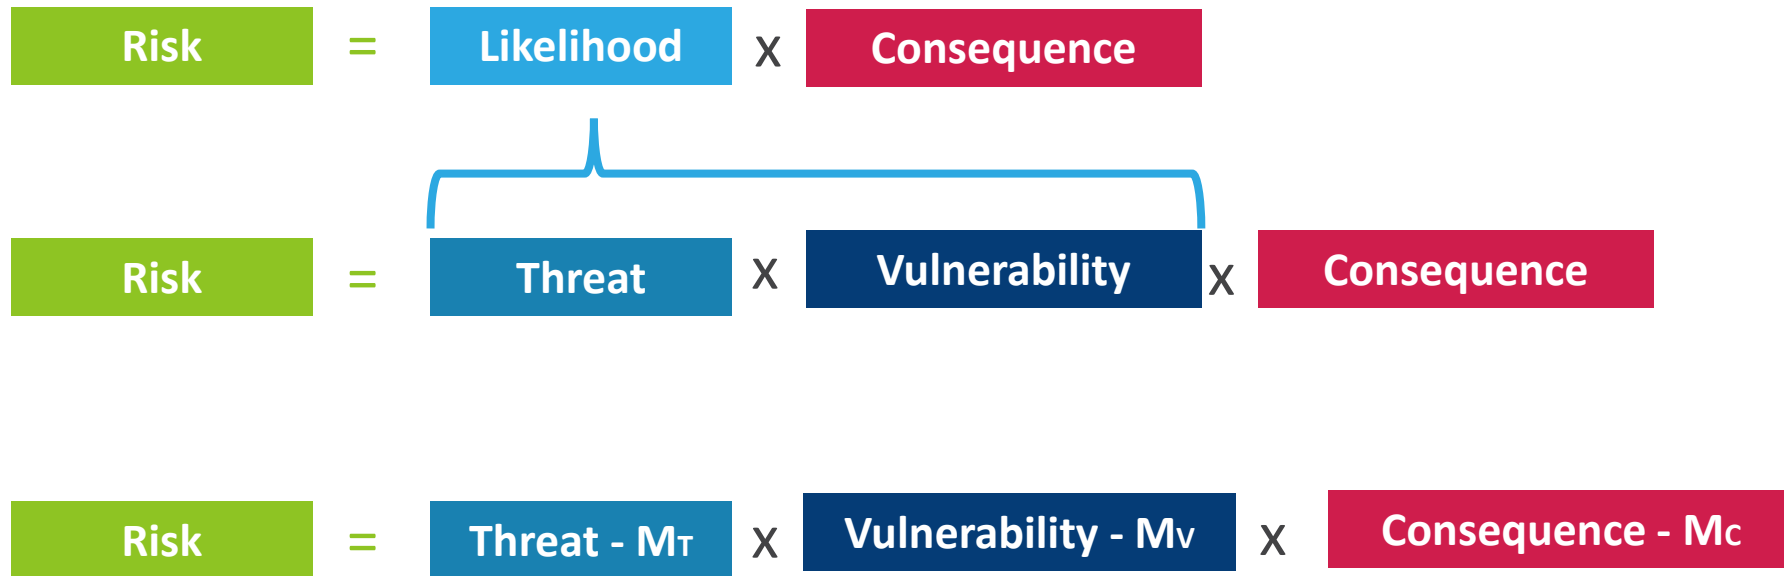 Risk = Likelihood x Consequence
Risk = Threat x Vulnerability x Consequence
Risk = Threat - MT x Vulnerability - MV x Consequence - MC